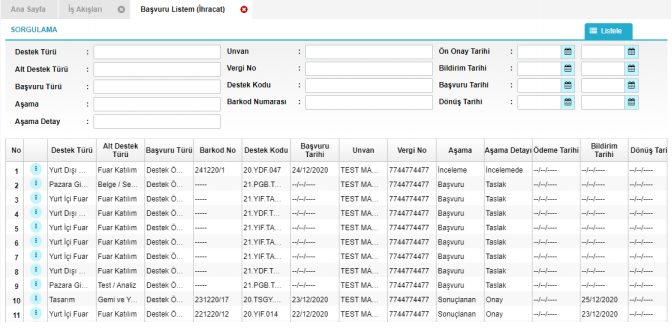 Ana Sayfa İş Akışları Başvuru Listem (İhracat)
SORGULAMA Listele
Destek Türü : Unvan : Ön Onay Tarihi :
Alt Destek Türü : Vergi No : Bildirim Tarihi :
Başvuru Türü : Destek Kodu : Başvuru Tarihi :
Aşama : Barkod Numarası : Dönüş Tarihi :
Aşama Detay :
No Destek Türü Alt Destek Türü Başvuru Türü Barkod No Destek Kodu Başvuru Tarihi Unvan Vergi No Aşama Aşama Detayı Ödeme Tarihi Bildirim Tarihi Dönüş Tari
1 Yurt Dışı ... Fuar Katılım Destek Ö... 241220/1 20.YDF.047 24/12/2020 TEST MA... 7744774477 İnceleme İncelemede --/--/---- --/--/---- --/--/----
2 Pazara Gi... Belge / Se... Destek Ö... ----- 21.PGB.T... --/--/---- TEST MA... 7744774477 Başvuru Taslak --/--/---- --/--/---- --/--/----
3 Yurt İçi Fuar Fuar Katılım Destek Ö... ----- 21.YIF.TA... --/--/---- TEST MA... 7744774477 Başvuru Taslak --/--/---- --/--/---- --/--/----
4 Yurt Dışı ... Fuar Katılım Destek Ö... ----- 21.YDF.T... --/--/---- TEST MA... 7744774477 Başvuru Taslak --/--/---- --/--/---- --/--/----
5 Yurt İçi Fuar Fuar Katılım Destek Ö... ----- 21.YIF.TA... --/--/---- TEST MA... 7744774477 Başvuru Taslak --/--/---- --/--/---- --/--/----
6 Yurt İçi Fuar Fuar Katılım Destek Ö... ----- 21.YIF.TA... --/--/---- TEST MA... 7744774477 Başvuru Taslak --/--/---- --/--/---- --/--/----
7 Yurt İçi Fuar Fuar Katılım Destek Ö... ----- 21.YIF.TA... --/--/---- TEST MA... 7744774477 Başvuru Taslak --/--/---- --/--/---- --/--/----
8 Yurt Dışı ... Fuar Katılım Destek Ö... ----- 21.YDF.T... --/--/---- TEST MA... 7744774477 Başvuru Taslak --/--/---- --/--/---- --/--/----
9 Pazara Gi... Test / Analiz Destek Ö... ----- 21.PGB.T... --/--/---- TEST MA... 7744774477 Başvuru Taslak --/--/---- --/--/---- --/--/----
10 Tasarım Gemi ve Y... Destek Ö... 231220/17 20.TSGY.... 23/12/2020 TEST MA... 7744774477 Sonuçlanan Onay --/--/---- 25/12/2020 --/--/----
11 Yurt İçi Fuar Fuar Katılım Destek Ö... 221220/12 20.YIF.014 22/12/2020 TEST MA... 7744774477 Sonuçlanan Onay --/--/---- 23/12/2020 --/--/----